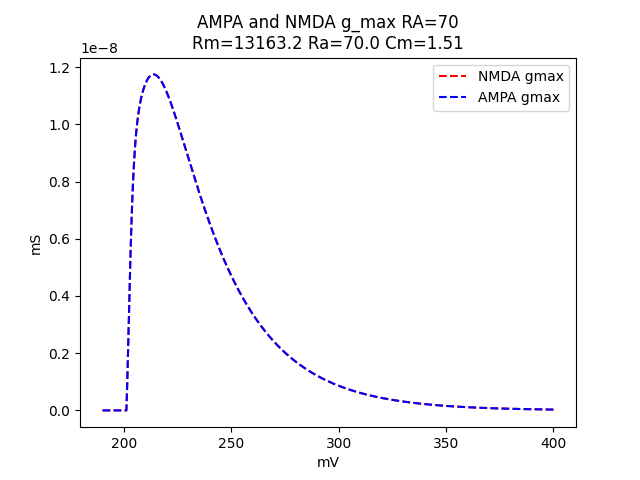 AMPA and NMDA g_max RA=70
Rm=13163.2 Ra=70.0 Cm=1.51
1e−8
NMDA gmax
AMPA gmax
1.2
1.0
0.8
0.6
0.4
0.2
0.0
mS
200
250
300
350
400
mV